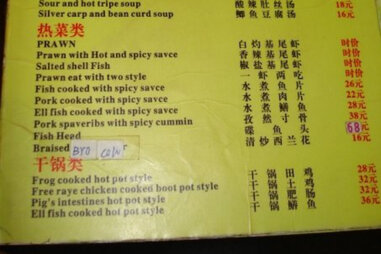 Sour and hot tripe soup 酸辣肚丝汤 18元
Silver carp and bean curd soup 鲫鱼豆腐汤 16元
热菜类
PRAWN 白灼基尾虾 时价
Prawn with Hot and spicy savce 香辣基尾虾 时价
Salted shell Fish 椒盐基尾虾 时价
Prawn eat with two style 一虾两吃 时价
Fish cooked with spicy savce 水煮鱼片 26元
Pork cooked with spicy savce 水煮肉片 22元
Ell fish cooked with spicy savce 水煮鳝鱼 28元
Pork spaveribs with spicy cummin 孜然寸骨 38元
Fish Head 碟鱼头 68元
Braised BYO COW'S 清炒西兰花 16元
干锅类
Frog cooked hot pot style 干锅田鸡 28元
Free raye chicken cooked boot pot style 干锅土鸡 32元
Pig's intestines hot pot style 干锅肥肠 32元
Ell fish cooked hot pot style 干锅鳝鱼 36元